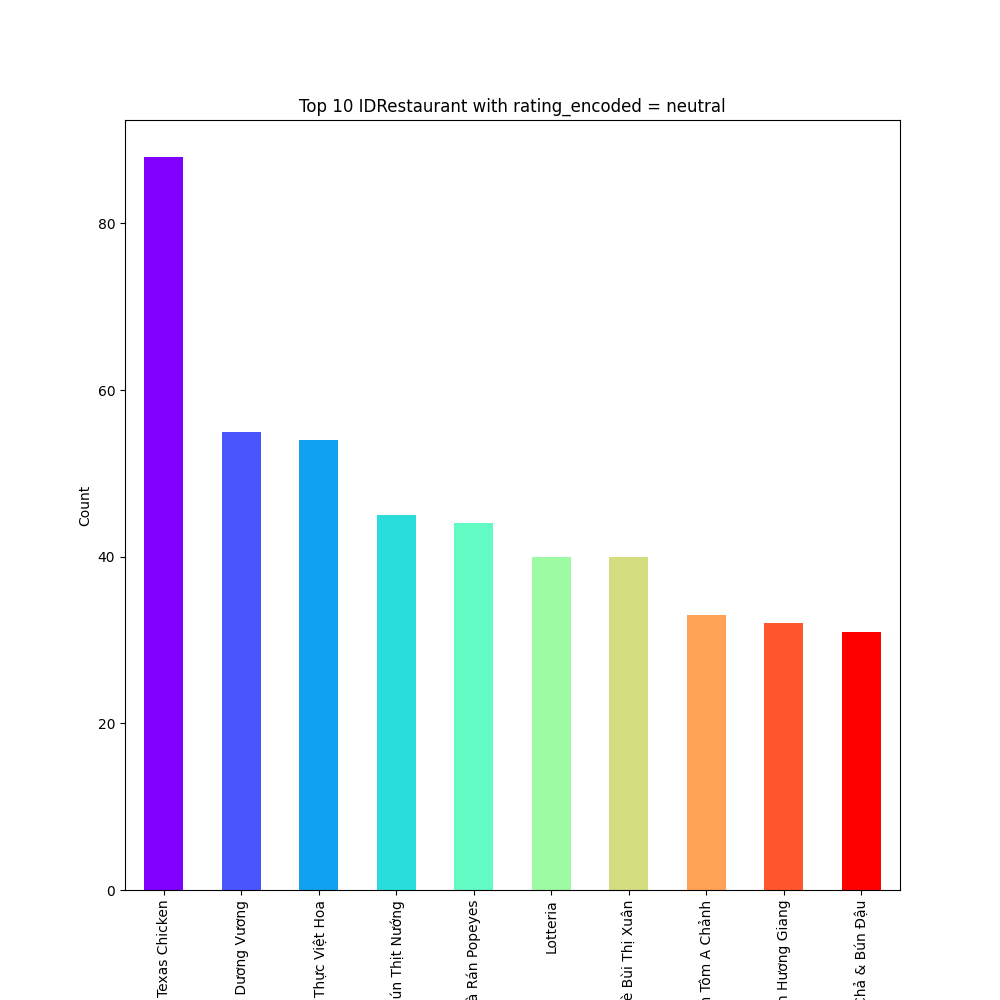 Top 10 IDRestaurant with rating_encoded = neutral
Count
80
60
40
20
0
Texas Chicken
Dương Vương
Thực Việt Hoa
ún Thịt Nướng
à Rán Popeyes
Lotteria
è Bùi Thị Xuân
n Tôm A Chảnh
n Hương Giang
Chả & Bún Đậu